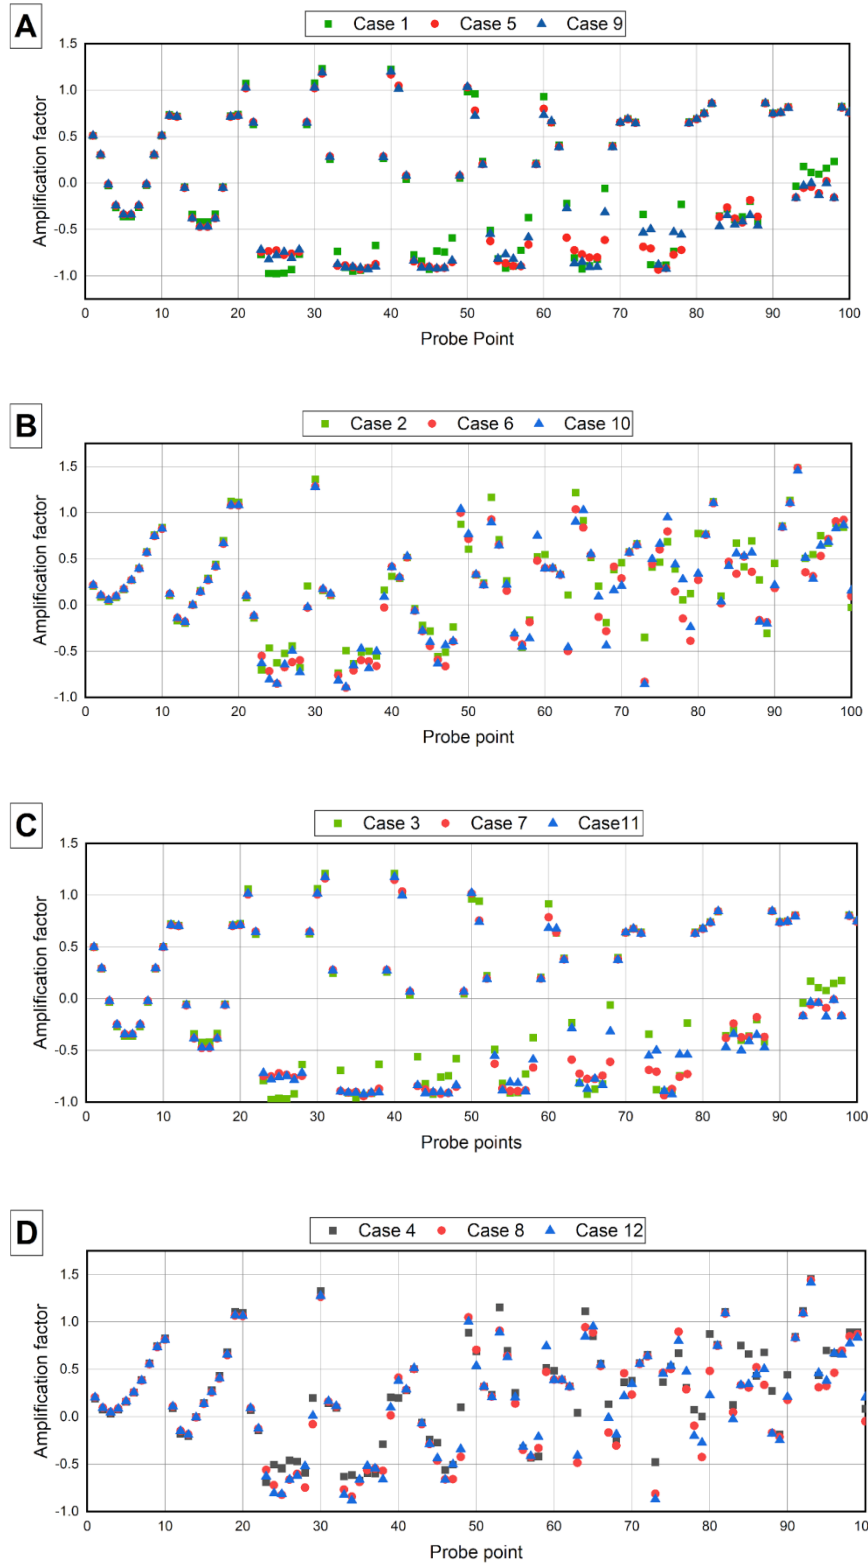 A
Case 1 Case 5 Case 9
1.5
1.0
0.5
0.0
-0.5
-1.0
Amplification factor
0 10 20 30 40 50 60 70 80 90 100
Probe Point
B
Case 2 Case 6 Case 10
1.5
1.0
0.5
0.0
-0.5
-1.0
Amplification factor
0 10 20 30 40 50 60 70 80 90 100
Probe point
C
Case 3 Case 7 Case11
1.5
1.0
0.5
0.0
-0.5
-1.0
Amplification factor
0 10 20 30 40 50 60 70 80 90 100
Probe points
D
Case 4 Case 8 Case 12
1.5
1.0
0.5
0.0
-0.5
-1.0
Amplification factor
0 10 20 30 40 50 60 70 80 90 100
Probe point